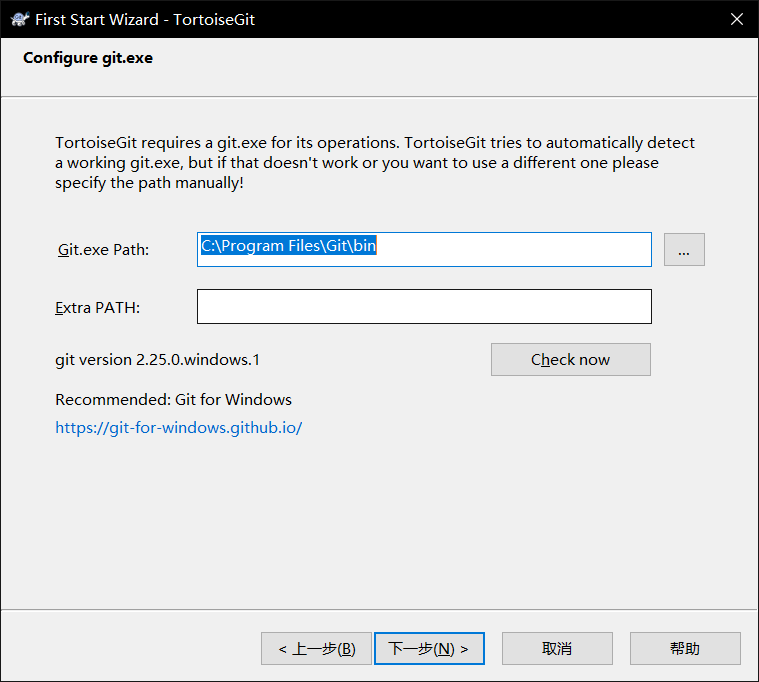 First Start Wizard - TortoiseGit
Configure git.exe
TortoiseGit requires a git.exe for its operations. TortoiseGit tries to automatically detect
a working git.exe, but if that doesn't work or you want to use a different one please
specify the path manually!
Git.exe Path:
C:\Program Files\Git\bin
...
Extra PATH:
git version 2.25.0.windows.1
Check now
Recommended: Git for Windows
https://git-for-windows.github.io/
< 上一步(B)
下一步(N) >
取消
帮助